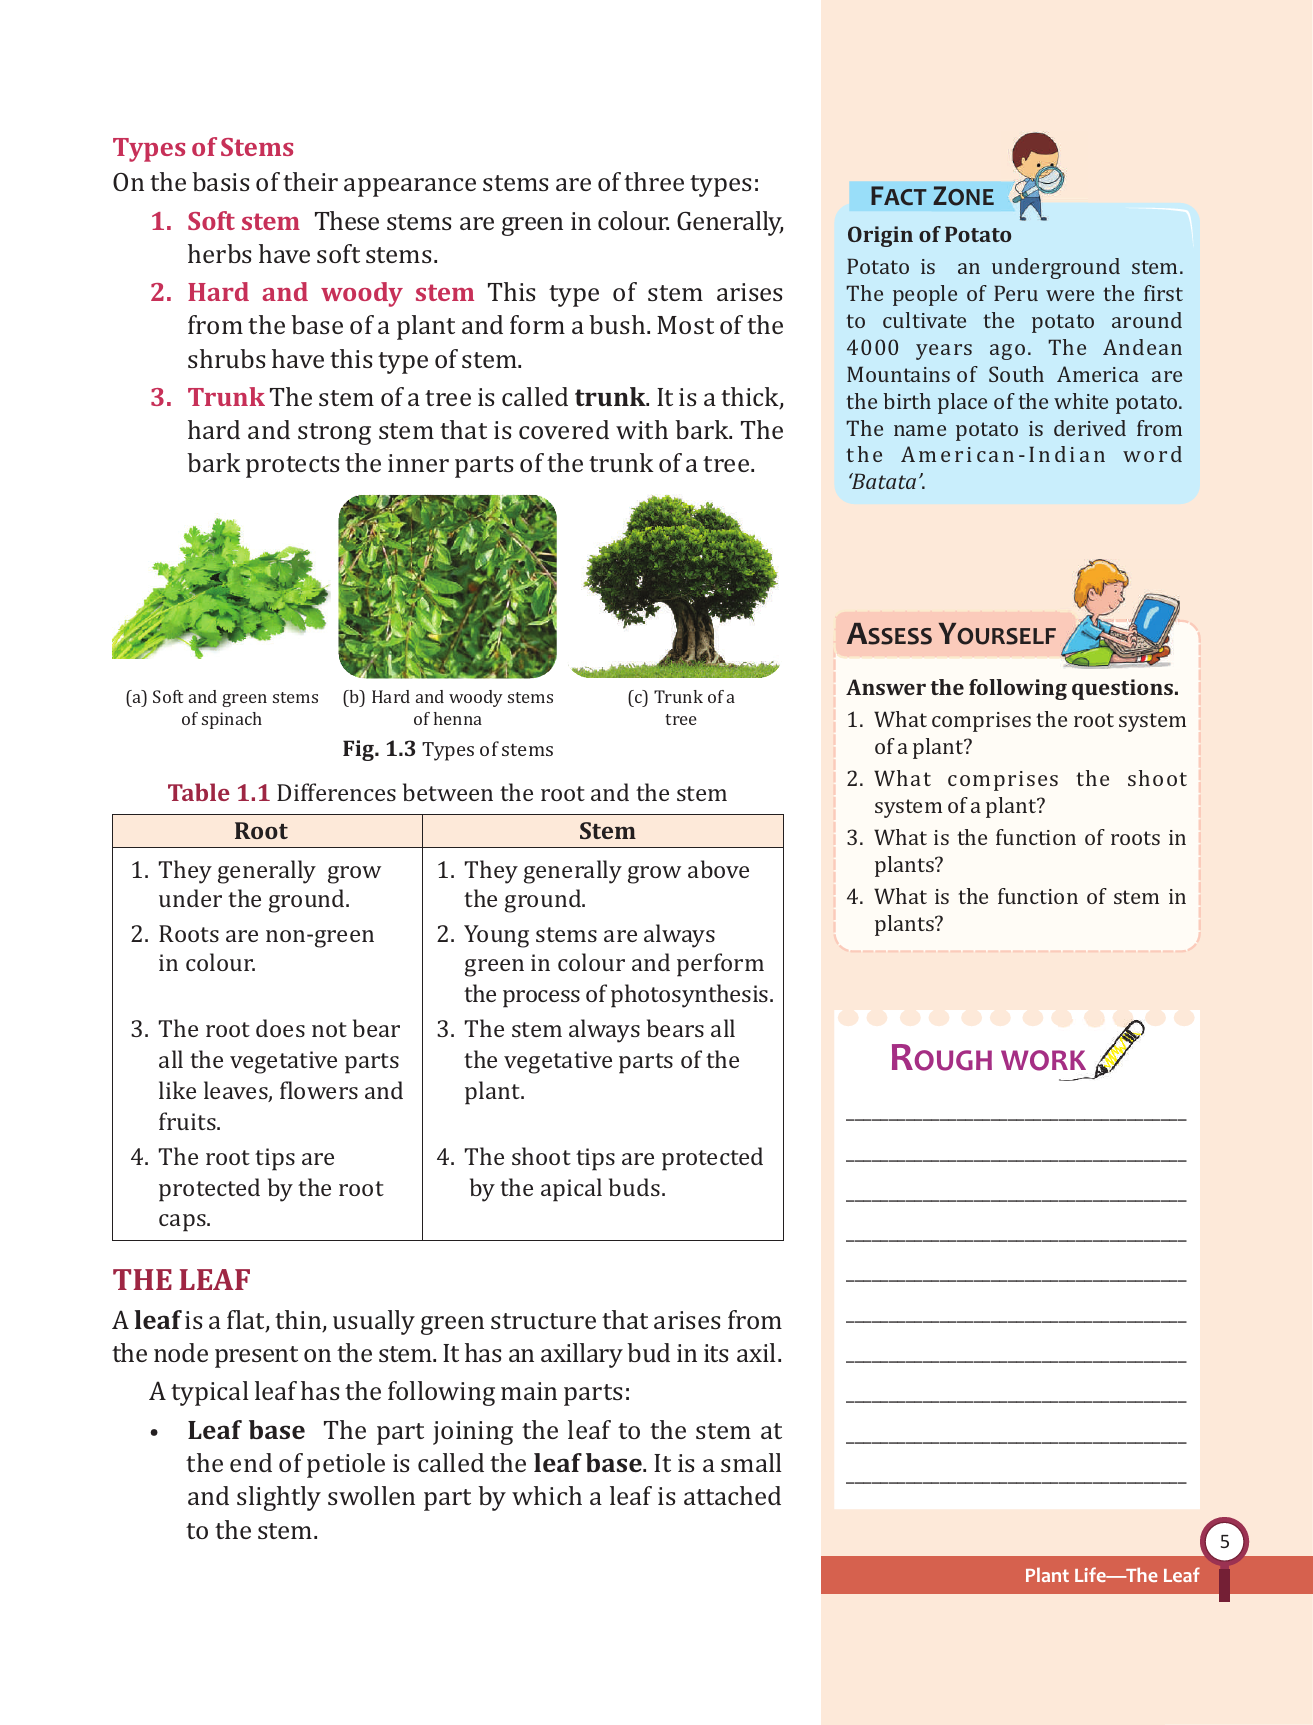 Types of Stems
On the basis of their appearance stems are of three types:
1. Soft stem These stems are green in colour. Generally,
herbs have soft stems.
2. Hard and woody stem This type of stem arises
from the base of a plant and form a bush. Most of the
shrubs have this type of stem.
3. Trunk The stem of a tree is called trunk. It is a thick,
hard and strong stem that is covered with bark. The
bark protects the inner parts of the trunk of a tree.
(a) Soft and green stems
of spinach
(b) Hard and woody stems
of henna
(c) Trunk of a
tree
Fig. 1.3 Types of stems
Table 1.1 Differences between the root and the stem
Root
Stem
1. They generally grow
under the ground.
1. They generally grow above
the ground.
2. Roots are non-green
in colour.
2. Young stems are always
green in colour and perform
the process of photosynthesis.
3. The root does not bear
all the vegetative parts
like leaves, flowers and
fruits.
3. The stem always bears all
the vegetative parts of the
plant.
4. The root tips are
protected by the root
caps.
4. The shoot tips are protected
by the apical buds.
THE LEAF
A leaf is a flat, thin, usually green structure that arises from
the node present on the stem. It has an axillary bud in its axil.
A typical leaf has the following main parts:
• Leaf base The part joining the leaf to the stem at
the end of petiole is called the leaf base. It is a small
and slightly swollen part by which a leaf is attached
to the stem.
FACT ZONE
Origin of Potato
Potato is an underground stem.
The people of Peru were the first
to cultivate the potato around
4000 years ago. The Andean
Mountains of South America are
the birth place of the white potato.
The name potato is derived from
the American-Indian word
‘Batata’.
ASSESS YOURSELF
Answer the following questions.
1. What comprises the root system
of a plant?
2. What comprises the shoot
system of a plant?
3. What is the function of roots in
plants?
4. What is the function of stem in
plants?
ROUGH WORK
5
Plant Life—The Leaf